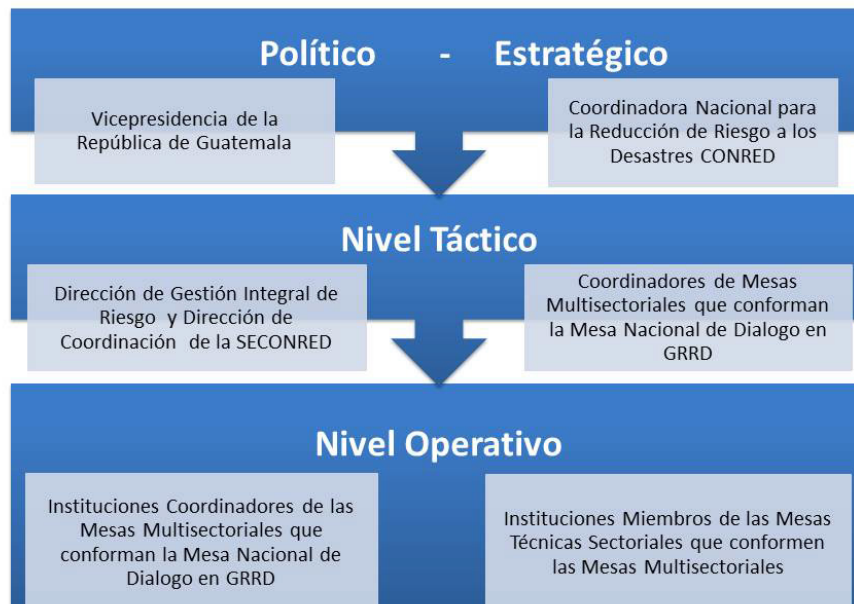 Político - Estratégico
Vicepresidencia de la
República de Guatemala
Coordinadora Nacional para
la Reducción de Riesgo a los
Desastres CONRED
Nivel Táctico
Dirección de Gestión Integral de
Riesgo y Dirección de
Coordinación de la SECONRED
Coordinadores de Mesas
Multisectoriales que conforman
la Mesa Nacional de Dialogo en
GRRD
Nivel Operativo
Instituciones Coordinadores de las
Mesas Multisectoriales que
conforman la Mesa Nacional de
Dialogo en GRRD
Instituciones Miembros de las Mesas
Técnicas Sectoriales que conformen
las Mesas Multisectoriales